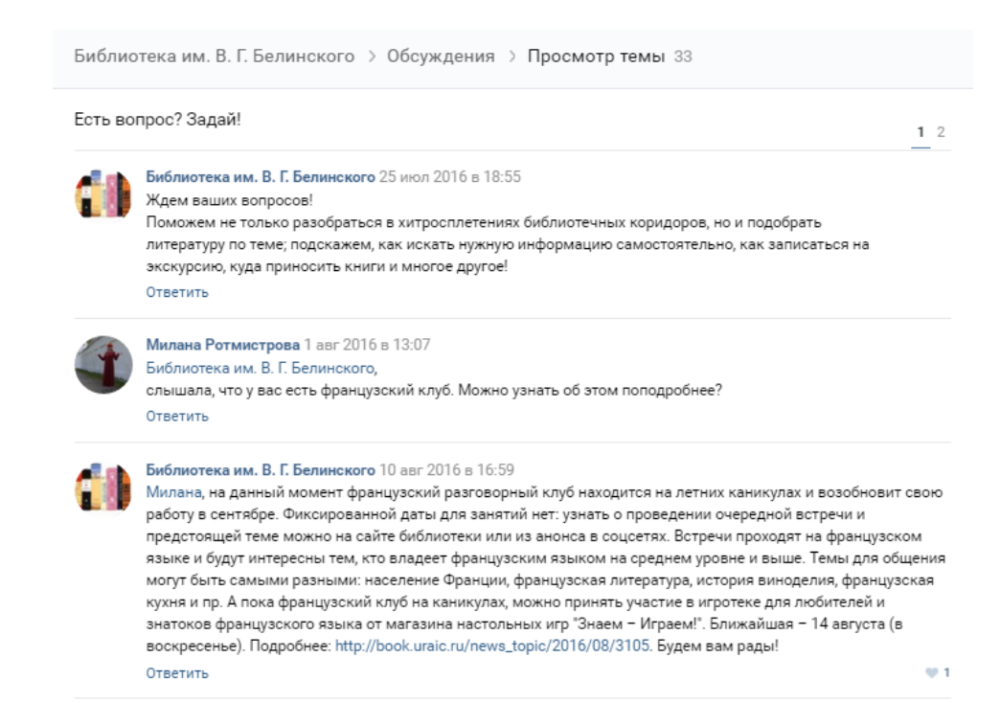 Библиотека им. В. Г. Белинского > Обсуждения > Просмотр темы 33
Есть вопрос? Задай!
1 2
Библиотека им. В. Г. Белинского 25 июл 2016 в 18:55
Ждем ваших вопросов!
Поможем не только разобраться в хитросплетениях библиотечных коридоров, но и подобрать
литературу по теме; подскажем, как искать нужную информацию самостоятельно, как записаться на
экскурсию, куда приносить книги и многое другое!
Ответить
Милана Ротмистрова 1 авг 2016 в 13:07
Библиотека им. В. Г. Белинского,
слышала, что у вас есть французский клуб. Можно узнать об этом поподробнее?
Ответить
Библиотека им. В. Г. Белинского 10 авг 2016 в 16:59
Милана, на данный момент французский разговорный клуб находится на летних каникулах и возобновит свою
работу в сентябре. Фиксированной даты для занятий нет: узнать о проведении очередной встречи и
предстоящей теме можно на сайте библиотеки или из анонса в соцсетях. Встречи проходят на французском
языке и будут интересны тем, кто владеет французским языком на среднем уровне и выше. Темы для общения
могут быть самыми разными: население Франции, французская литература, история виноделия, французская
кухня и пр. А пока французский клуб на каникулах, можно принять участие в игротеке для любителей и
знатоков французского языка от магазина настольных игр "Знаем – Играем!". Ближайшая – 14 августа (в
воскресенье). Подробнее: http://book.uraic.ru/news_topic/2016/08/3105. Будем вам рады!
Ответить
1